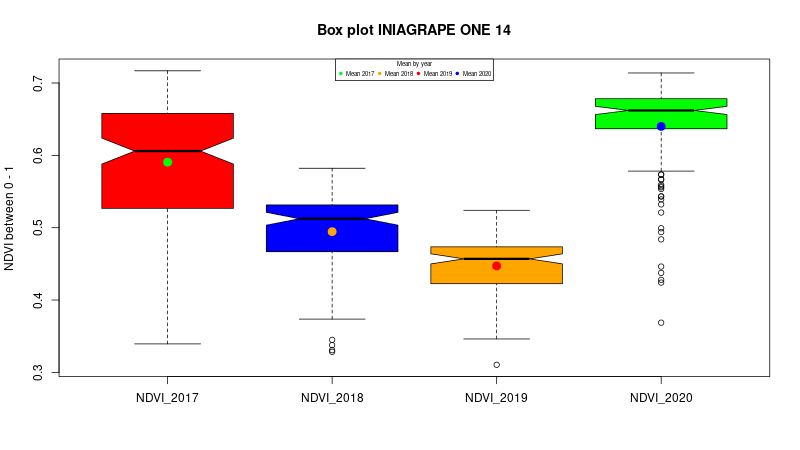 Box plot INIAGRAPE ONE 14
Mean by year
Mean 2017 Mean 2018 Mean 2019 Mean 2020
NDVI between 0 - 1
0.7
0.6
0.5
0.4
0.3
NDVI_2017 NDVI_2018 NDVI_2019 NDVI_2020